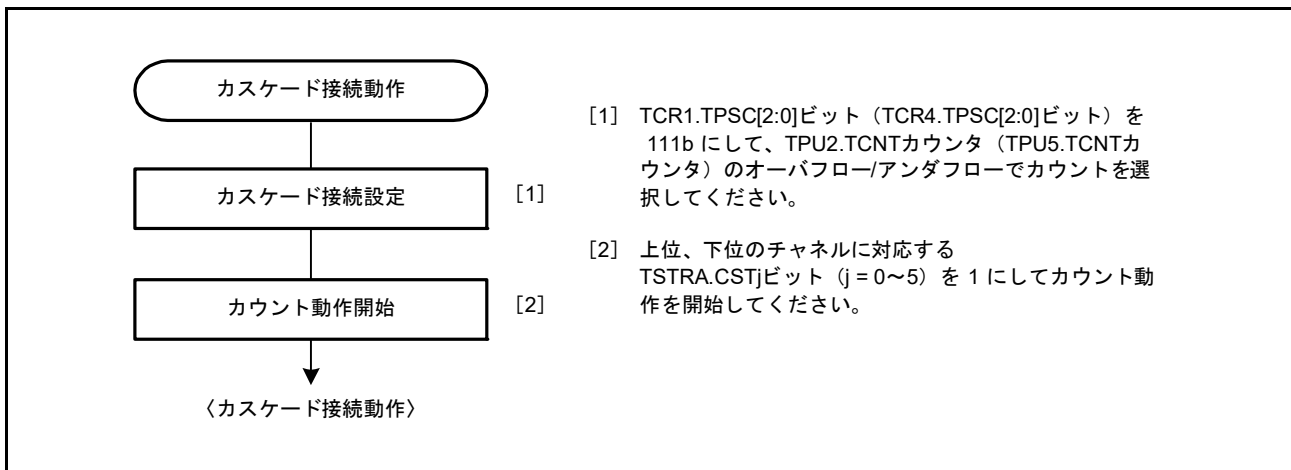 カスケード接続動作
カスケード接続設定 [1]
カウント動作開始 [2]
〈カスケード接続動作〉
[1] TCR1.TPSC[2:0]ビット（TCR4.TPSC[2:0]ビット）を
111b にして、TPU2.TCNTカウンタ（TPU5.TCNTカ
ウンタ）のオーバフロー/アンダフローでカウントを選
択してください。
[2] 上位、下位のチャネルに対応する
TSTRA.CSTjビット（j = 0～5）を 1 にしてカウント動
作を開始してください。